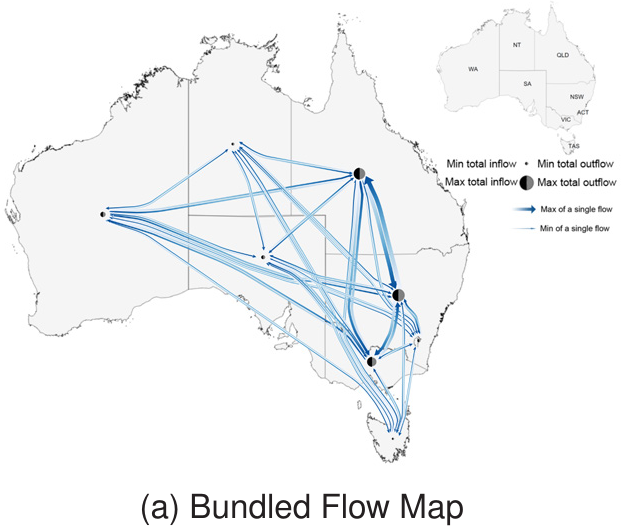 NT
QLD
WA
SA
NSW
ACT
VIC
TAS
Min total inflow Min total outflow
Max total inflow Max total outflow
Max of a single flow
Min of a single flow
(a) Bundled Flow Map